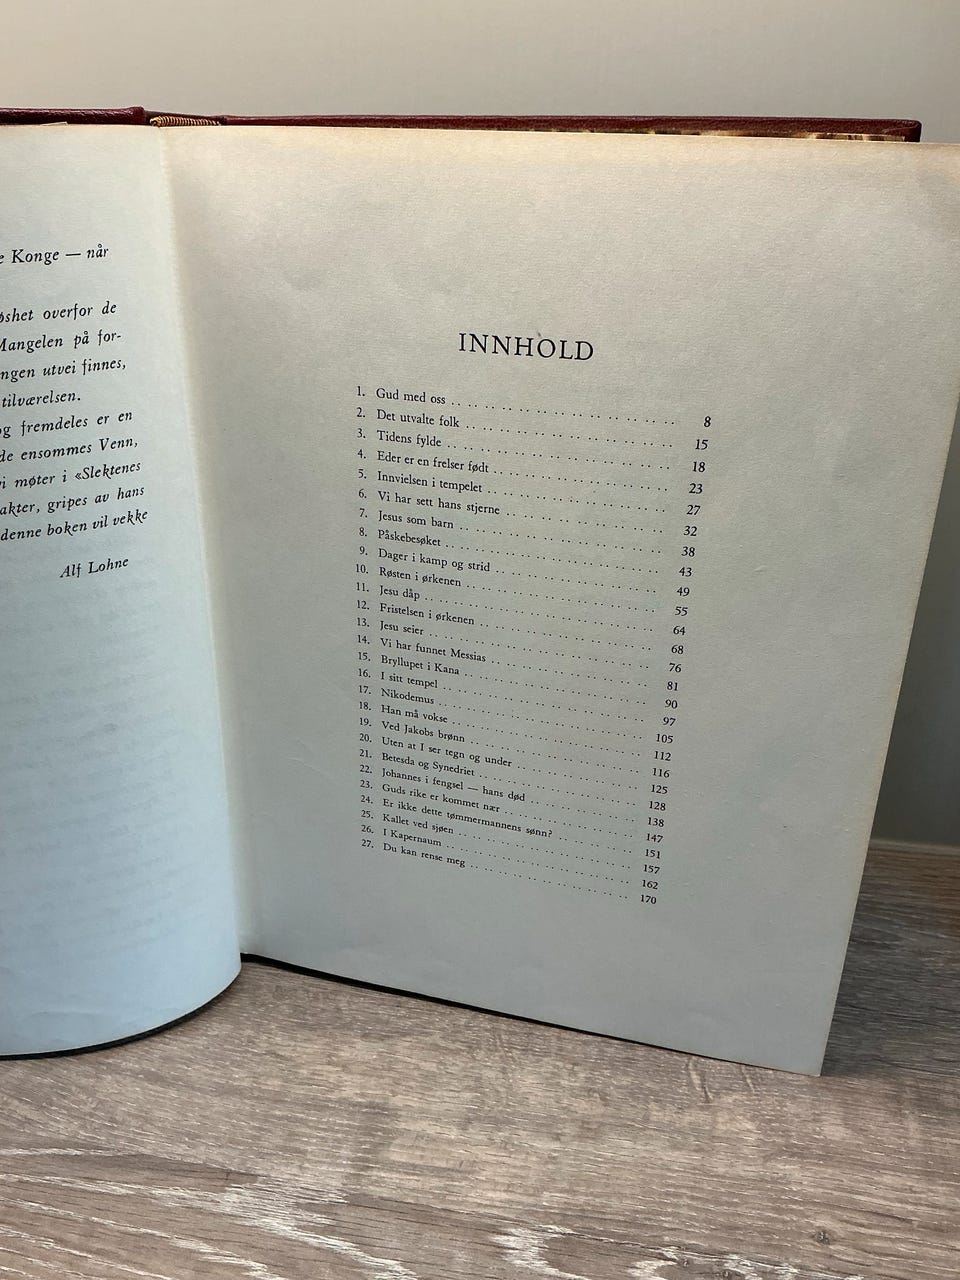 e Konge — når
øshet overfor de
Mangelen på for-
ngen utvei finnes,
tilværelsen.
og fremdeles er en
de ensommes Venn,
vi møter i «Slektenes
akter, gripes av hans
denne boken vil vekke
Alf Lohne
INNHOLD
1. Gud med oss 8
2. Det utvalte folk 15
3. Tidens fylde 18
4. Eder er en frelser født 23
5. Innvielsen i tempelet 27
6. Vi har sett hans stjerne 32
7. Jesus som barn 38
8. Påskebesøket 43
9. Dager i kamp og strid 49
10. Røsten i ørkenen 55
11. Jesu dåp 64
12. Fristelsen i ørkenen 68
13. Jesu seier 76
14. Vi har funnet Messias 81
15. Bryllupet i Kana 90
16. I sitt tempel 97
17. Nikodemus 105
18. Han må vokse 112
19. Ved Jakobs brønn 116
20. Uten at I ser tegn og under 125
21. Betesda og Synedriet 128
22. Johannes i fengsel — hans død 138
23. Guds rike er kommet nær 147
24. Er ikke dette tømmermannens sønn? 151
25. Kallet ved sjøen 157
26. I Kapernaum 162
27. Du kan rense meg 170